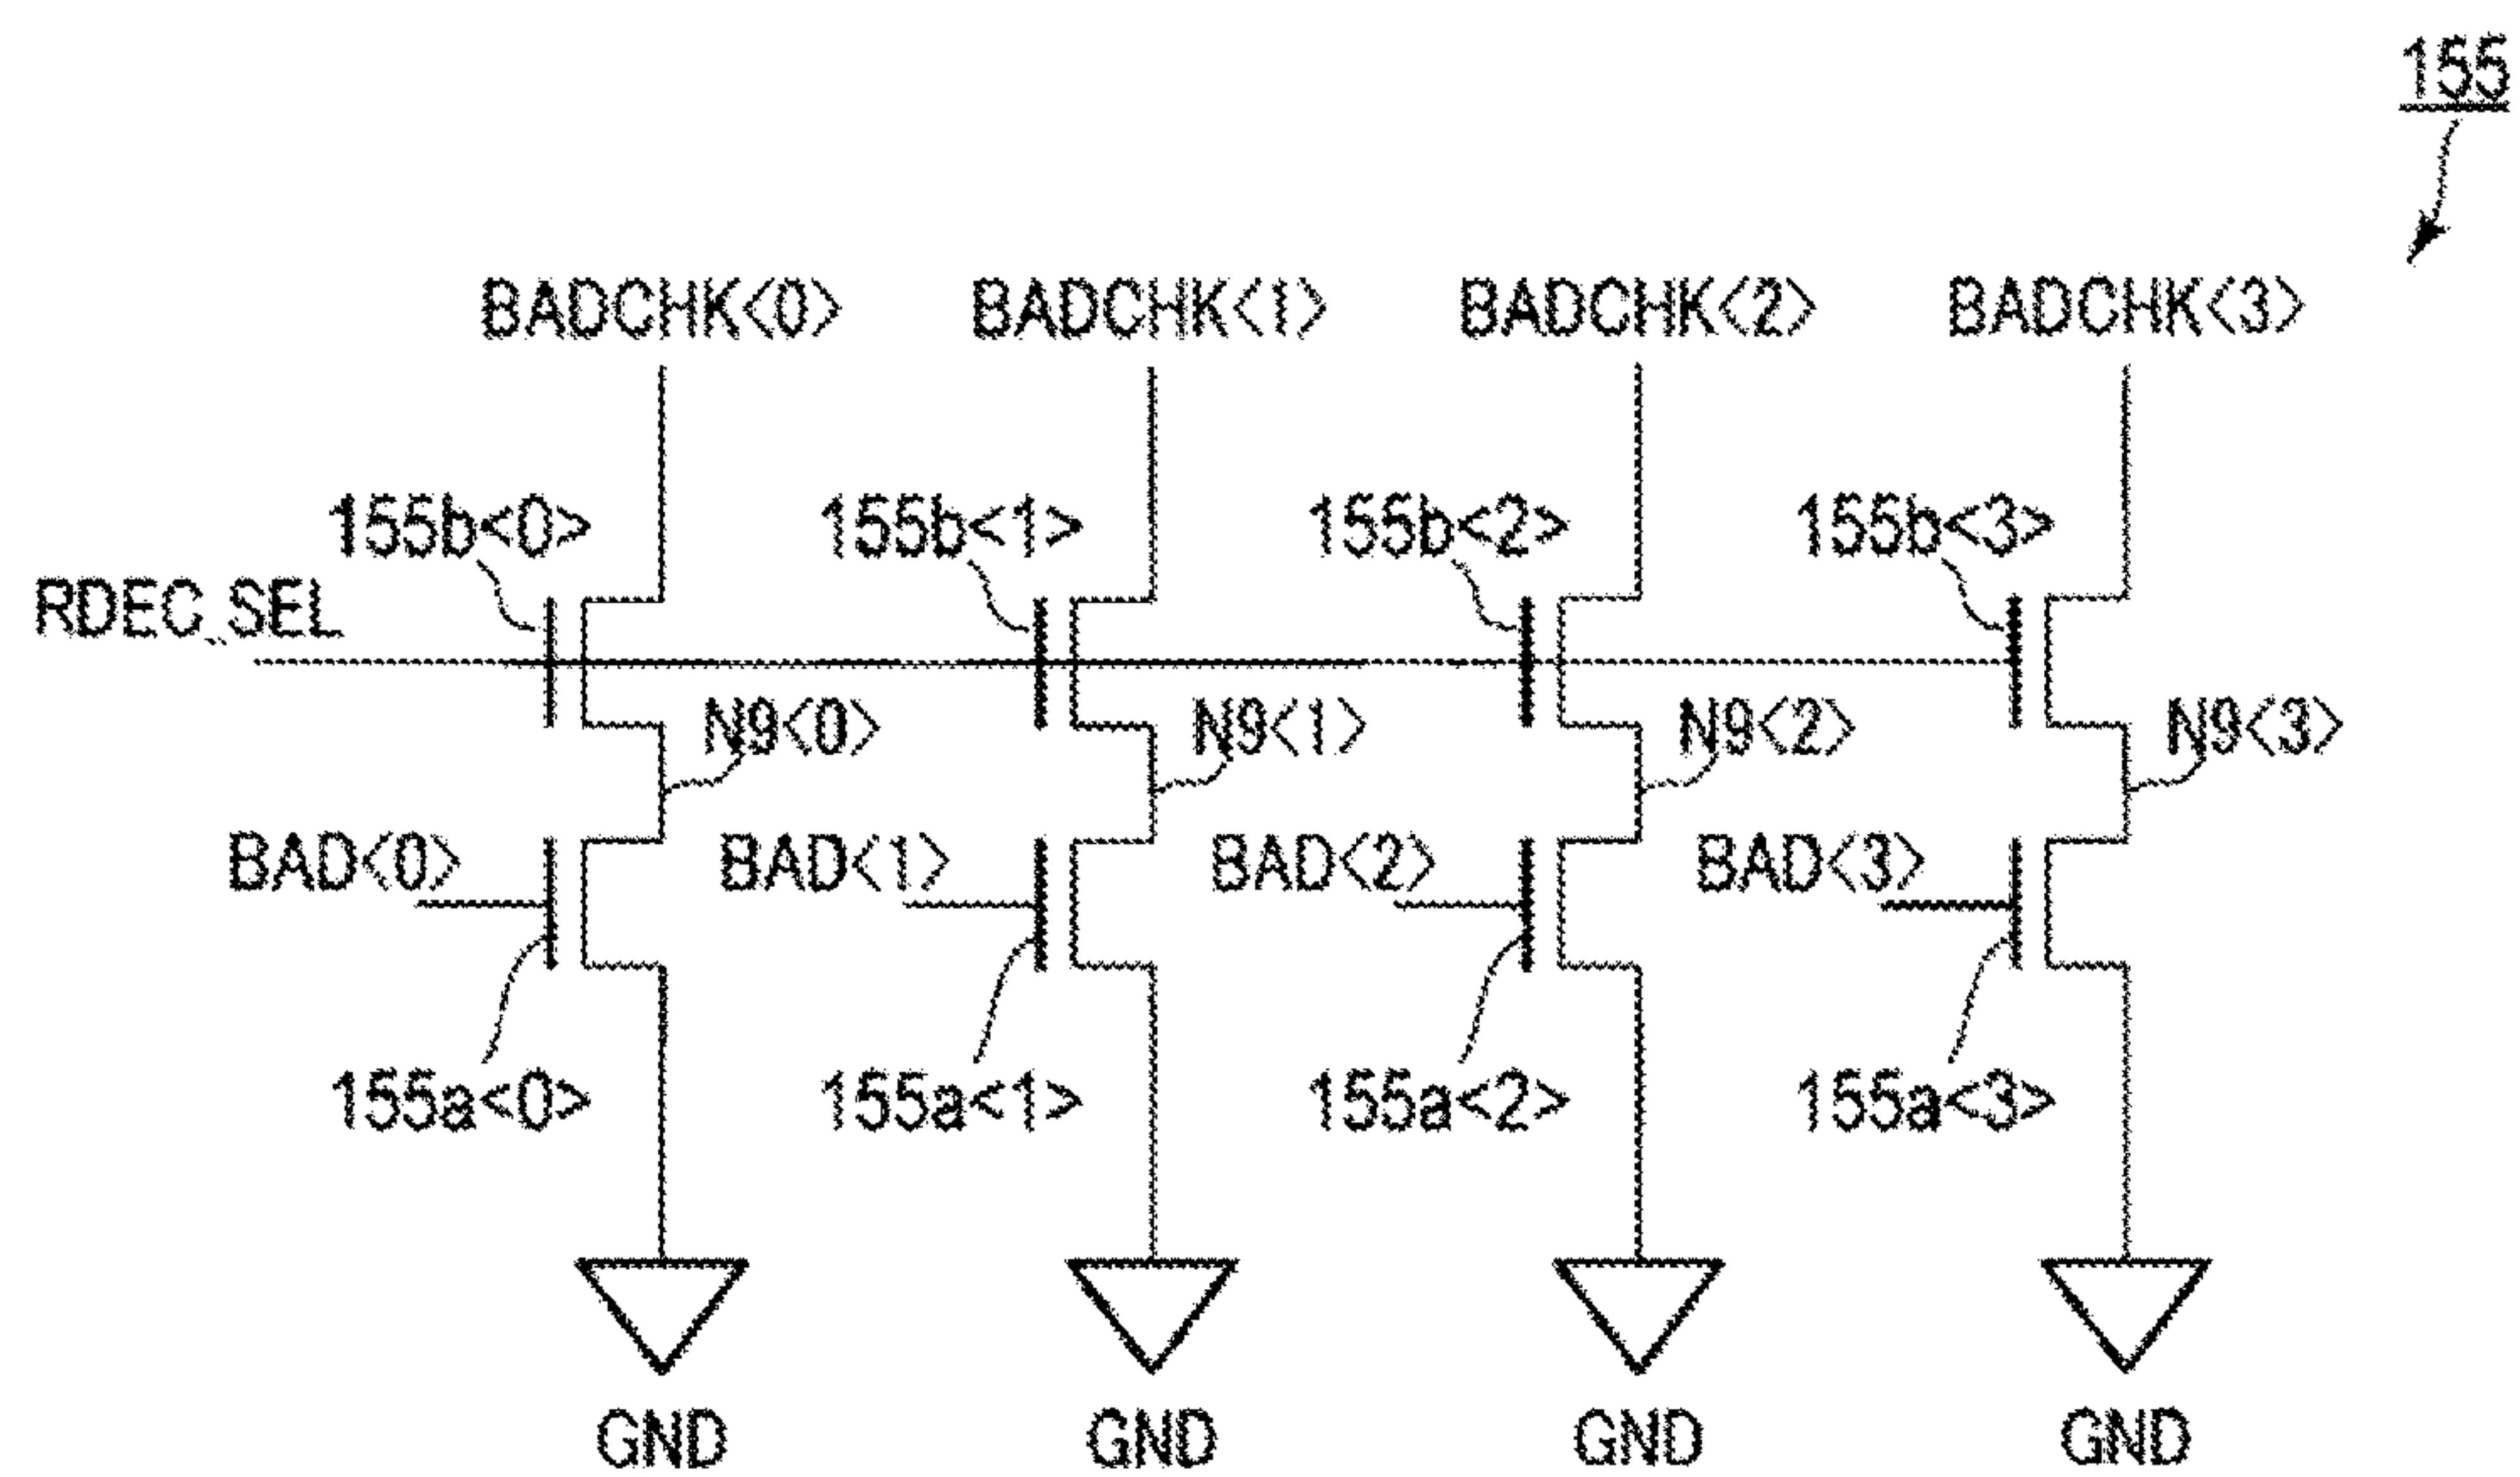 155
BADCHK<0> BADCHK<1> BADCHK<2> BADCHK<3>
155b<0> 155b<1> 155b<2> 155b<3>
RDEC_SEL
N9<0> N9<1> N9<2> N9<3>
BAD<0> BAD<1> BAD<2> BAD<3>
155a<0> 155a<1> 155a<2> 155a<3>
GND GND GND GND